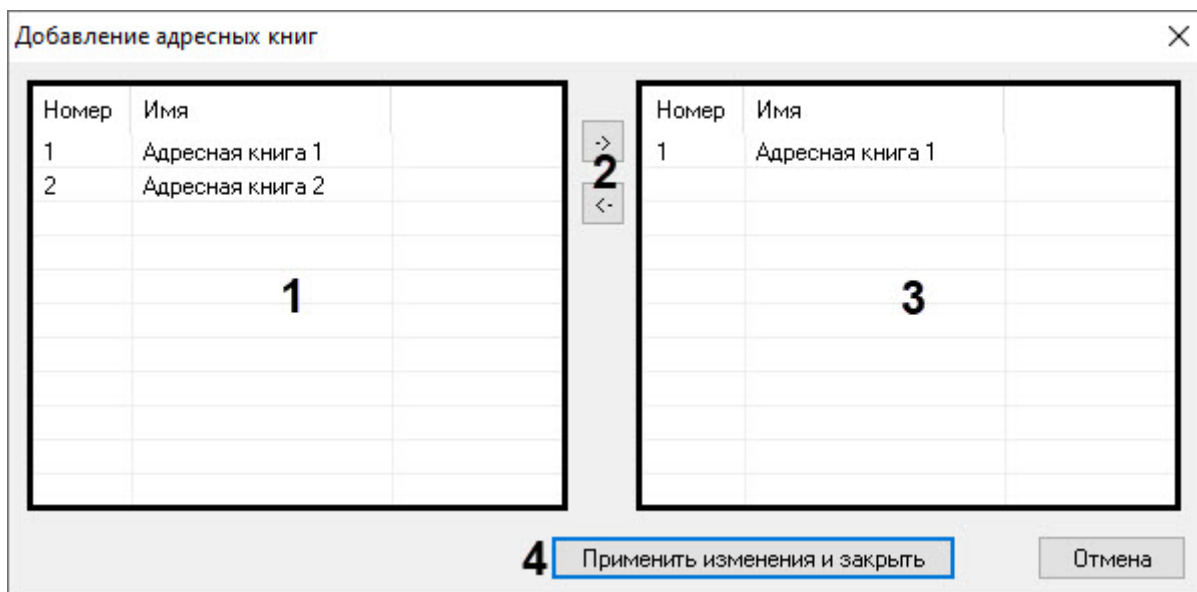 Добавление адресных книг
Номер Имя
1 Адресная книга 1
2 Адресная книга 2
1
->
2
<-
Номер Имя
1 Адресная книга 1
3
4 Применить изменения и закрыть Отмена